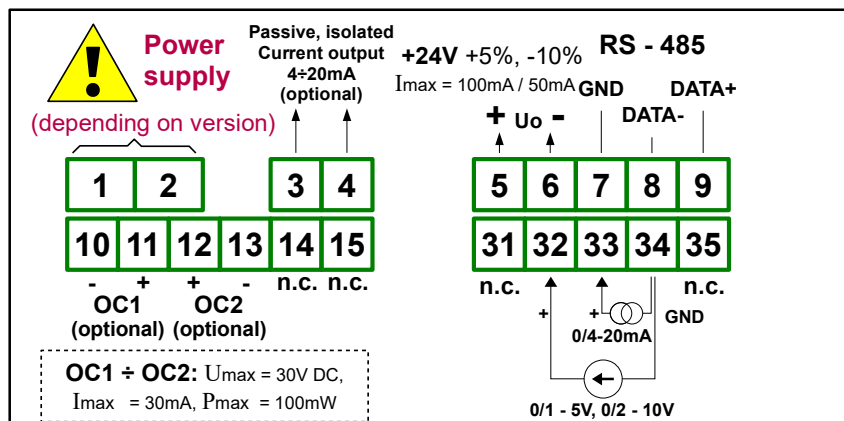 Power
supply
(depending on version)
Passive, isolated
Current output
4÷20mA
(optional)
+24V +5%, -10%
Imax = 100mA / 50mA
+ Uo -
RS - 485
GND
DATA-
DATA+
1 2 3 4 5 6 7 8 9
10 11 12 13 14 15 31 32 33 34 35
- + + - n.c. n.c. n.c. n.c.
OC1 OC2
(optional) (optional)
+ + GND
0/4-20mA
OC1 ÷ OC2: Umax = 30V DC,
Imax = 30mA, Pmax = 100mW
0/1 - 5V, 0/2 - 10V